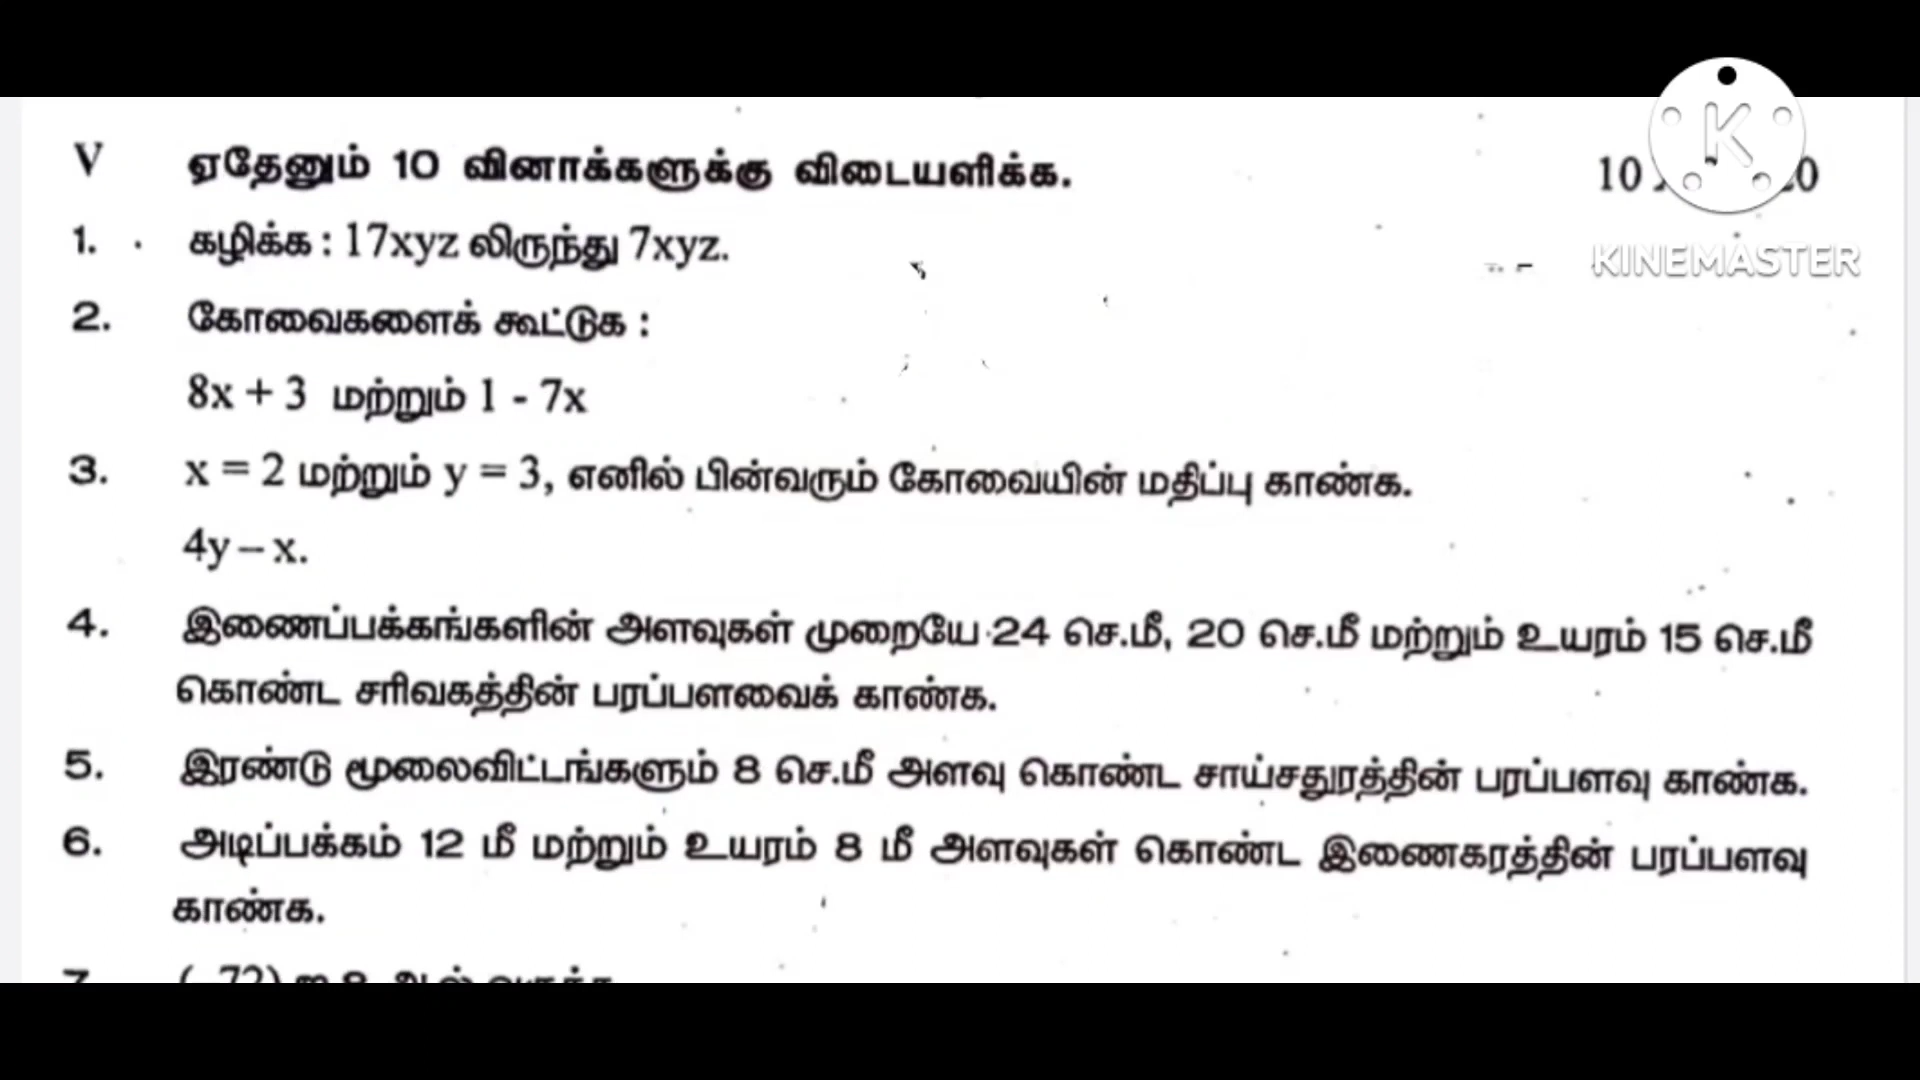 V ஏதேனும் 10 வினாக்களுக்கு விடையளிக்க. 10
KINEMASTER
1. கழிக்க : 17xyz லிருந்து 7xyz.
2. கோவைகளைக் கூட்டுக :
8x + 3 மற்றும் 1 - 7x
3. x = 2 மற்றும் y = 3, எனில் பின்வரும் கோவையின் மதிப்பு காண்க.
4y – x.
4. இணைப்பக்கங்களின் அளவுகள் முறையே 24 செ.மீ, 20 செ.மீ மற்றும் உயரம் 15 செ.மீ
கொண்ட சரிவகத்தின் பரப்பளவைக் காண்க.
5. இரண்டு மூலைவிட்டங்களும் 8 செ.மீ அளவு கொண்ட சாய்சதுரத்தின் பரப்பளவு காண்க.
6. அடிப்பக்கம் 12 மீ மற்றும் உயரம் 8 மீ அளவுகள் கொண்ட இணைகரத்தின் பரப்பளவு
காண்க.